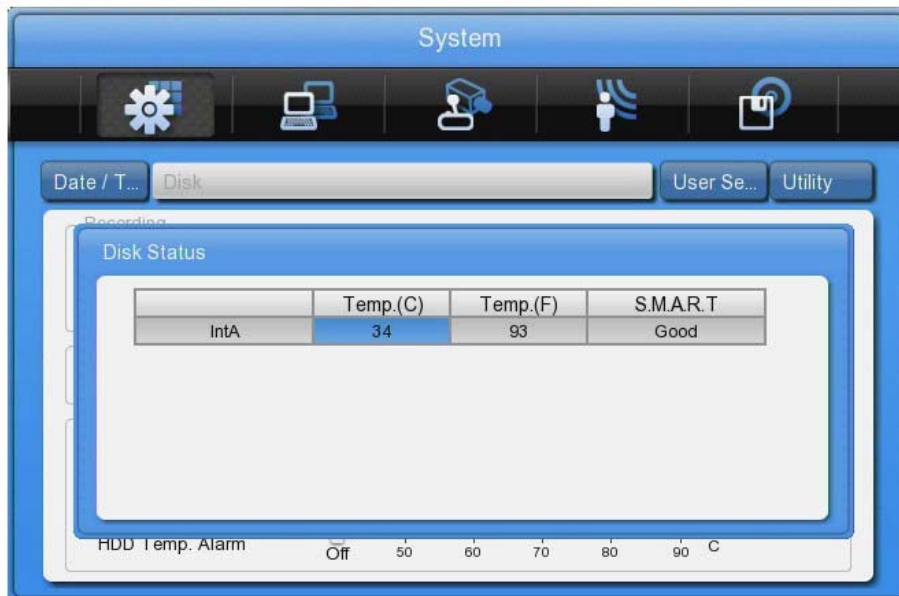 System
Date / T... Disk User Se... Utility
Recording
Disk Status
Temp.(C) Temp.(F) S.M.A.R.T
IntA 34 93 Good
HDD Temp. Alarm Off 50 60 70 80 90 C